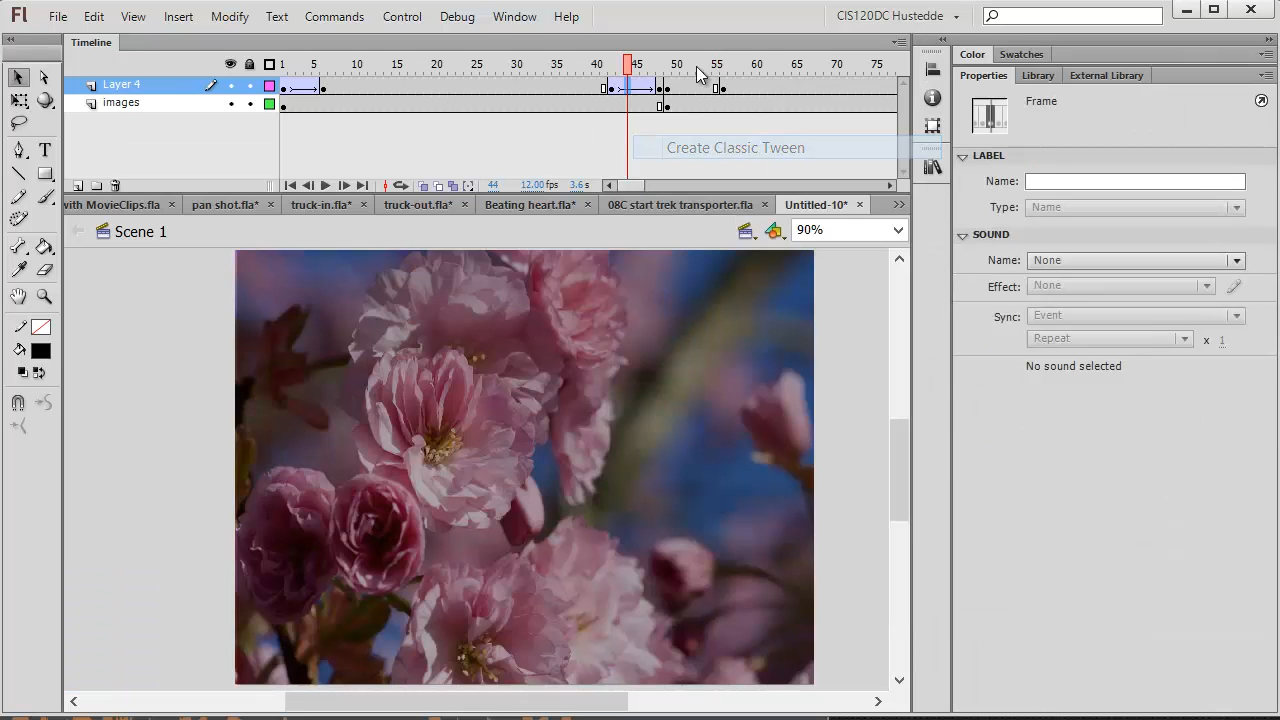 Fl File Edit View Insert Modify Text Commands Control Debug Window Help CIS120DC Hustedde
Timeline
1 5 10 15 20 25 30 35 40 45 50 55 60 65 70 75
Layer 4
images
Create Classic Tween
44 12.00 fps 3.6 s
with MovieClips.fla pan shot.fla* truck-in.fla* truck-out.fla* Beating heart.fla* 08C start trek transporter.fla Untitled-10*
Scene 1 90%
Color Swatches
Properties Library External Library
Frame
LABEL
Name:
Type: Name
SOUND
Name: None
Effect: None
Sync: Event
Repeat x 1
No sound selected